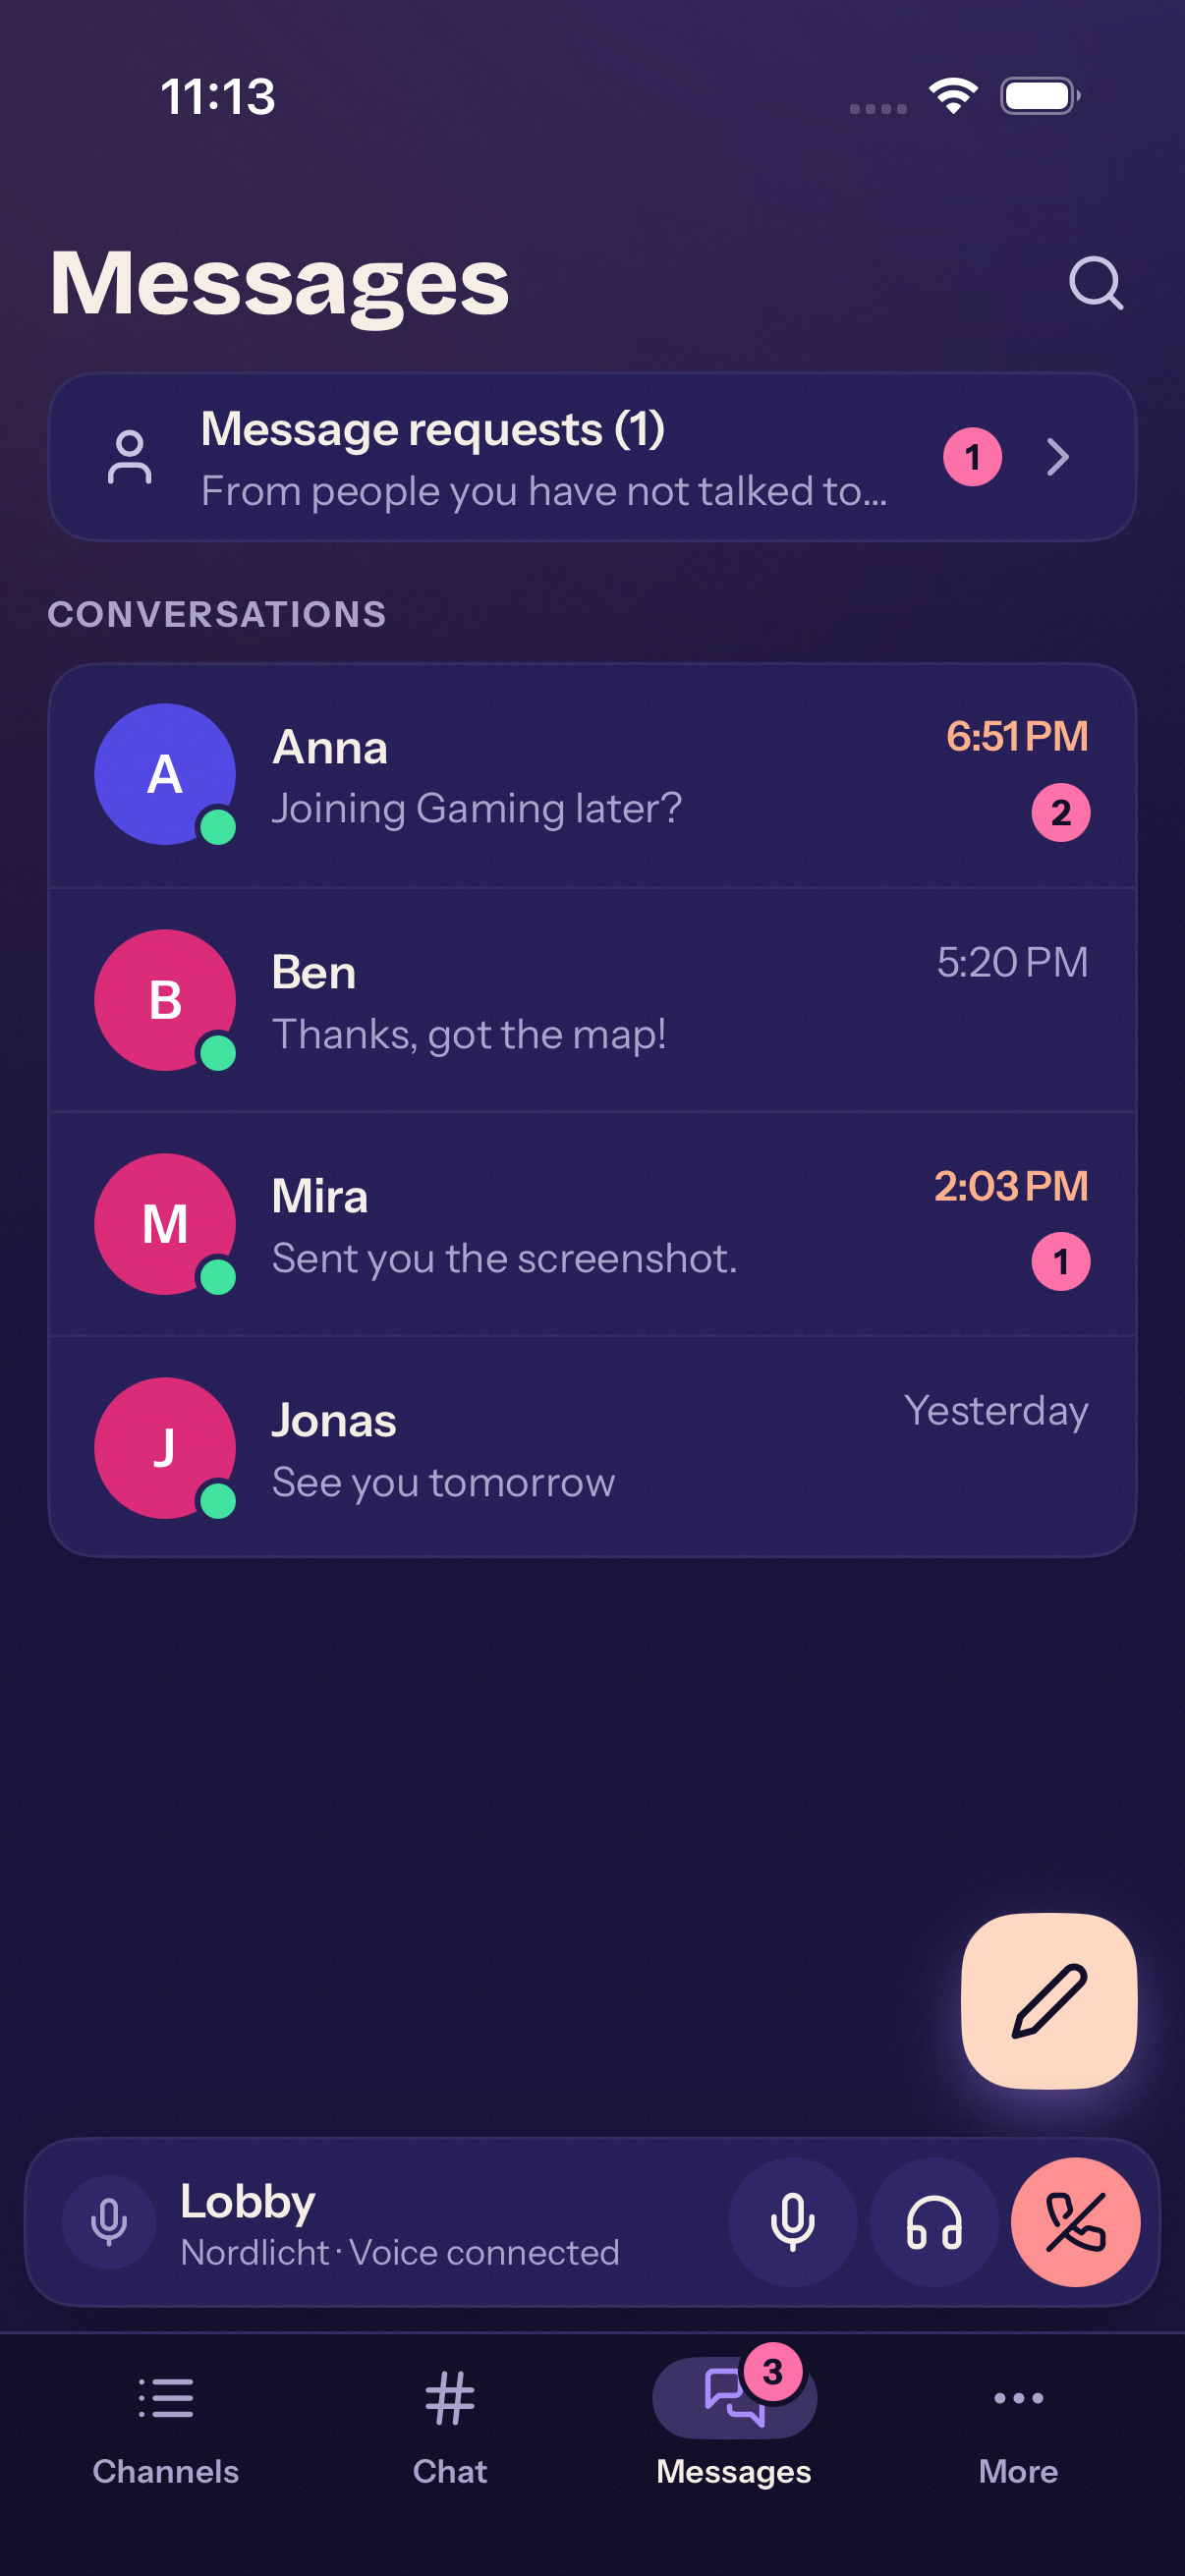 11:13
Messages
Message requests (1)
From people you have not talked to...
1
CONVERSATIONS
A
Anna
6:51 PM
Joining Gaming later?
2
B
Ben
5:20 PM
Thanks, got the map!
M
Mira
2:03 PM
Sent you the screenshot.
1
J
Jonas
Yesterday
See you tomorrow
Lobby
Nordlicht · Voice connected
3
Channels
Chat
Messages
More